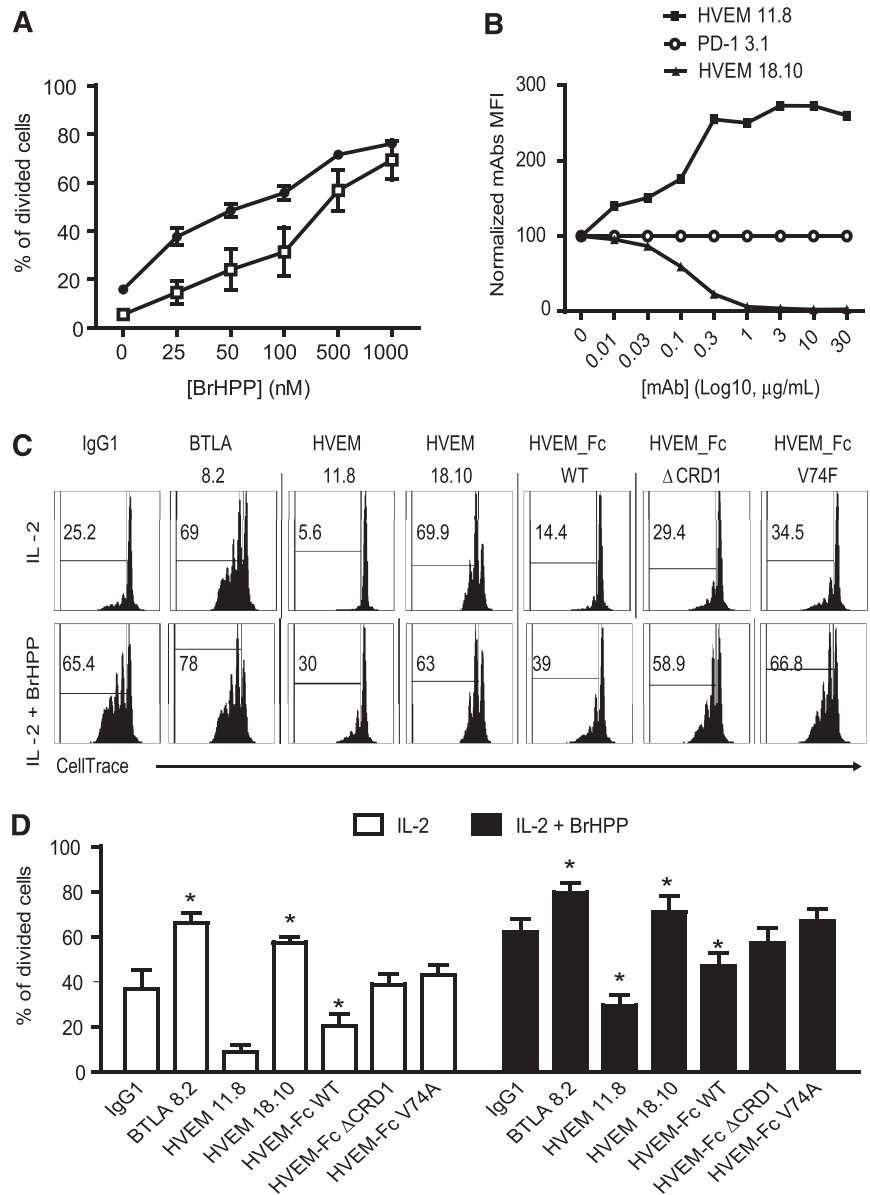 A
% of divided cells
100
80
60
40
20
0
0 25 50 100 500 1000
[BrHPP] (nM)
B
HVEM 11.8
PD-1 3.1
HVEM 18.10
Normalized mAbs MFI
300
200
100
0
0 0.01 0.03 0.1 0.3 1 3 10 30
[mAb] (Log10, µg/mL)
C
IgG1 BTLA HVEM HVEM HVEM_Fc HVEM_Fc HVEM_Fc
8.2 11.8 18.10 WT ΔCRD1 V74F
IL -2
25.2 69 5.6 69.9 14.4 29.4 34.5
IL -2 + BrHPP
65.4 78 30 63 39 58.9 66.8
CellTrace
D
IL-2 IL-2 + BrHPP
% of divided cells
100
80
60
40
20
0
* * * * * * *
IgG1 BTLA 8.2 HVEM 11.8 HVEM 18.10 HVEM-Fc WT HVEM-Fc ΔCRD1 HVEM-Fc V74A IgG1 BTLA 8.2 HVEM 11.8 HVEM 18.10 HVEM-Fc WT HVEM-Fc ΔCRD1 HVEM-Fc V74A